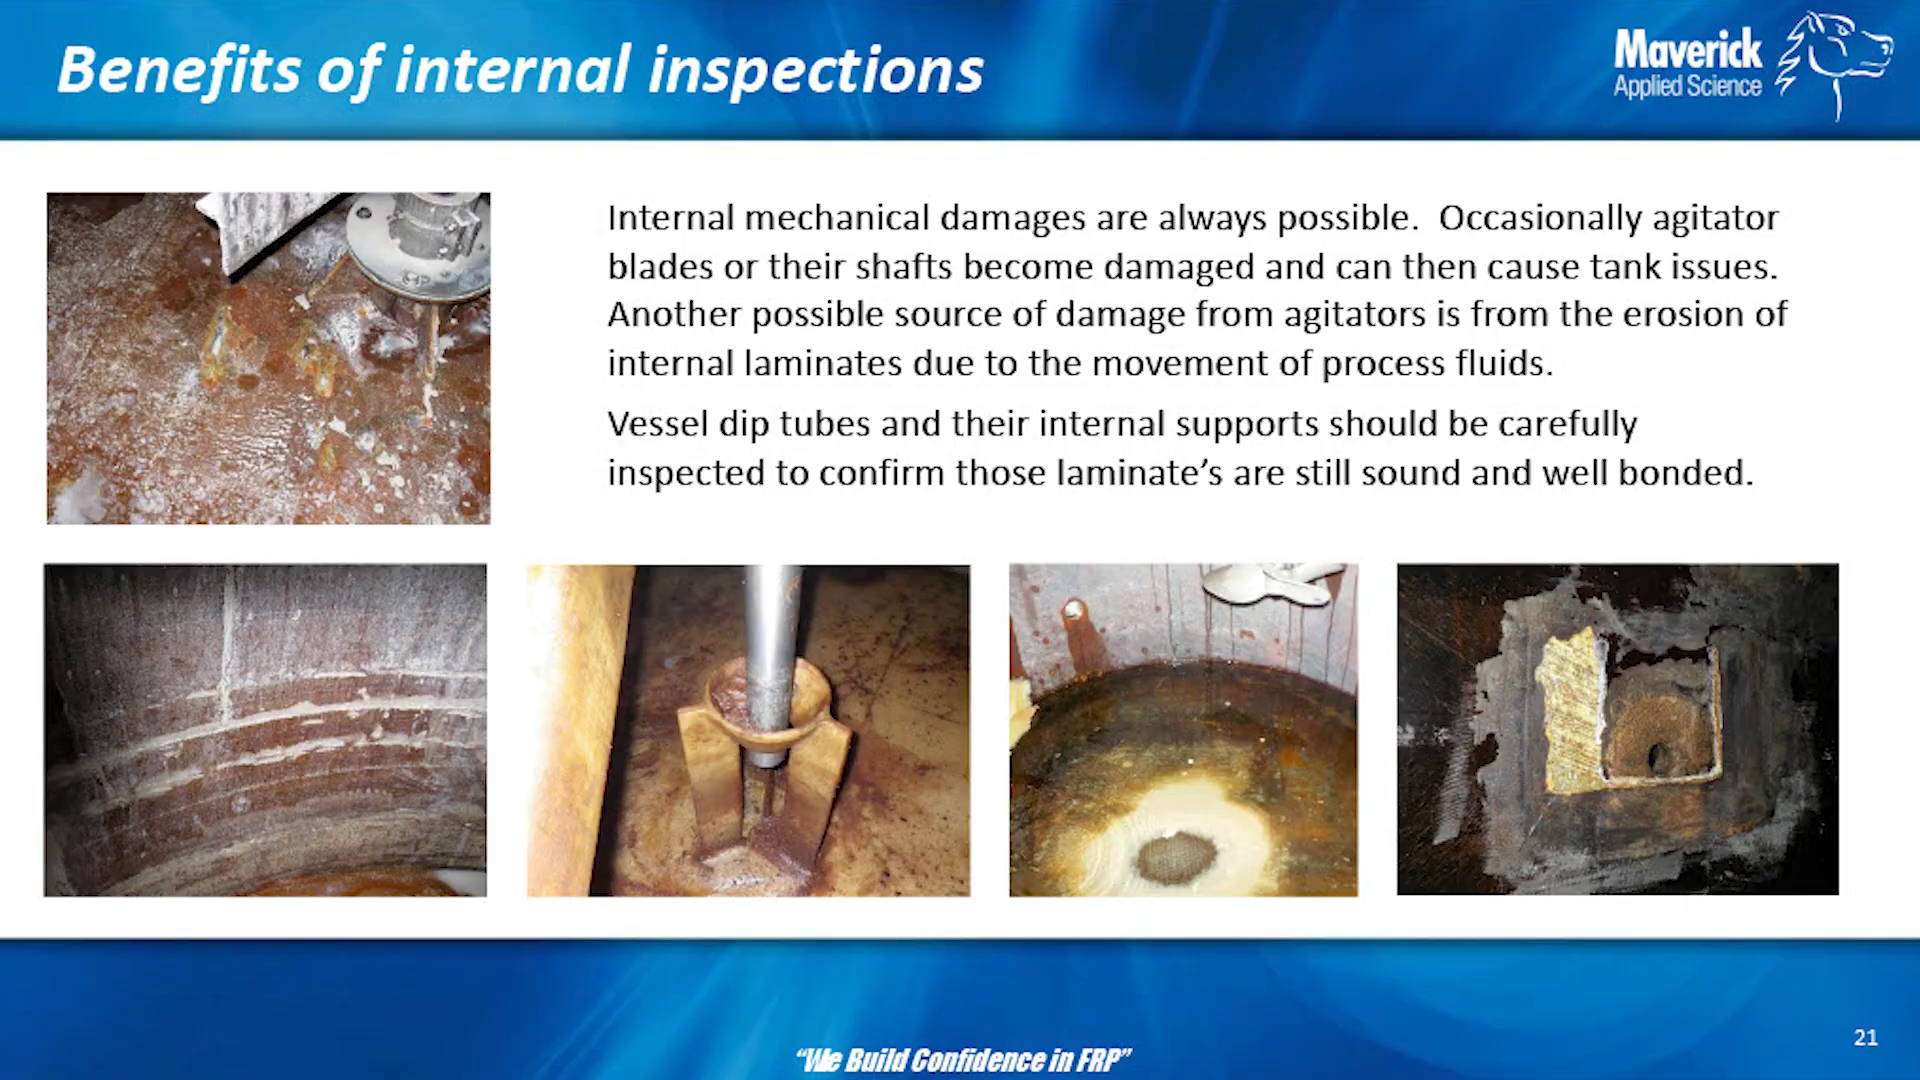 Benefits of internal inspections
Maverick
Applied Science
Internal mechanical damages are always possible.  Occasionally agitator
blades or their shafts become damaged and can then cause tank issues.
Another possible source of damage from agitators is from the erosion of
internal laminates due to the movement of process fluids.
Vessel dip tubes and their internal supports should be carefully
inspected to confirm those laminate’s are still sound and well bonded.
21
“We Build Confidence in FRP”